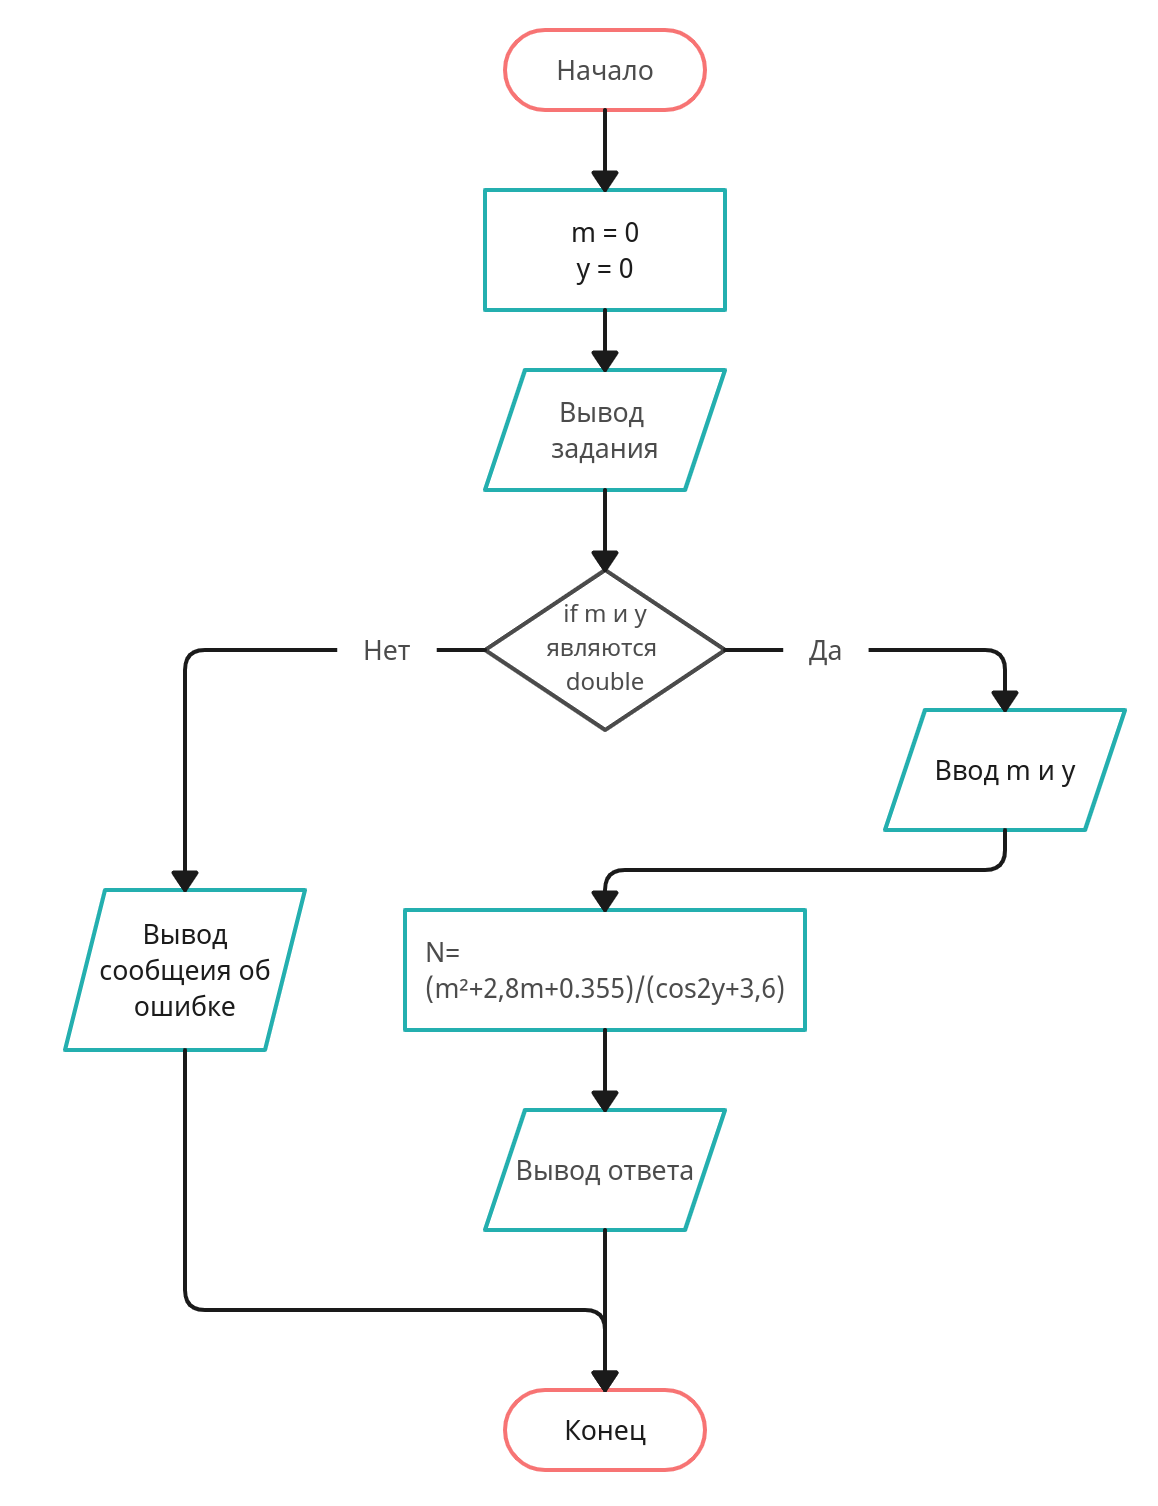 Начало
m = 0
y = 0
Вывод
задания
if m и y
являются
double
Нет
Да
Ввод m и y
Вывод
сообщеия об
ошибке
N=
(m²+2,8m+0.355)/(cos2y+3,6)
Вывод ответа
Конец